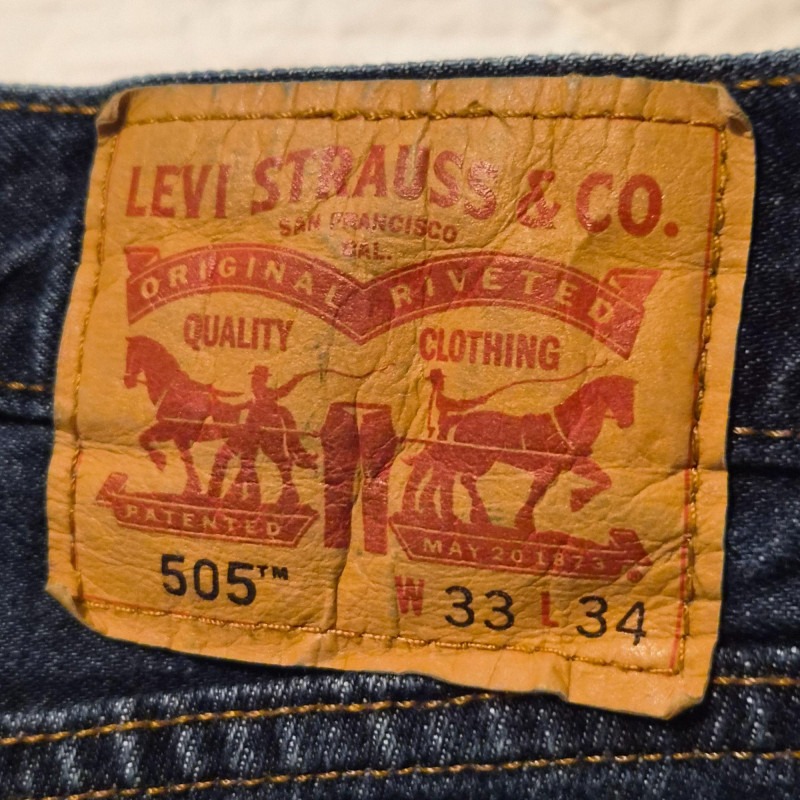 LEVI STRAUSS & CO.
SAN FRANCISCO
CAL.
ORIGINAL RIVETED
QUALITY CLOTHING
PATENTED MAY 20 1873
505™ W 33 L 34